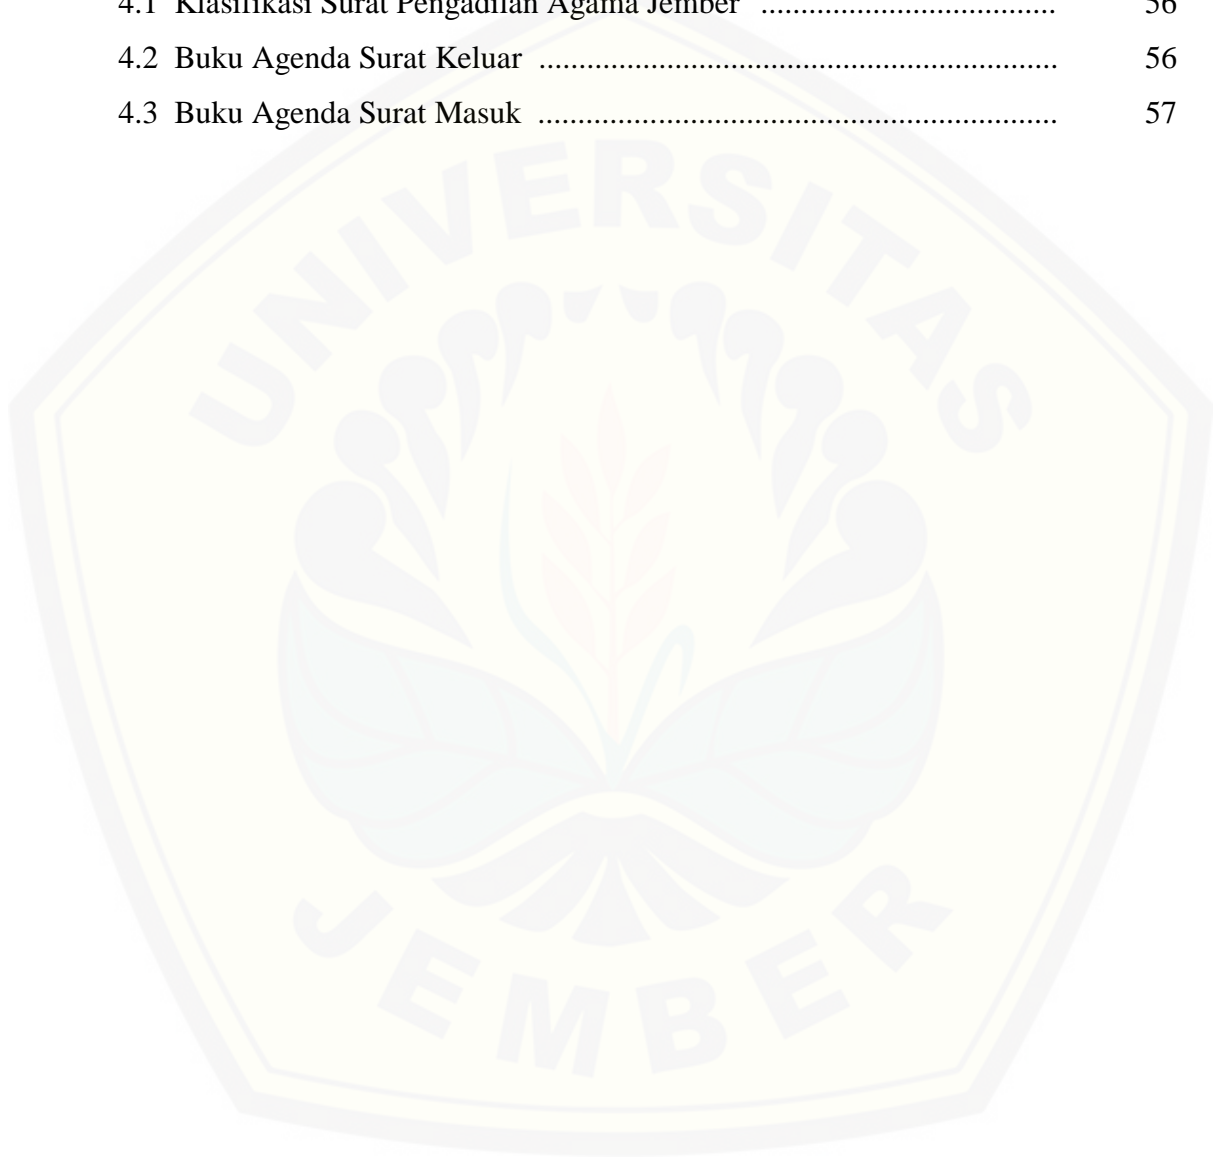 4.1 Klasifikasi Surat Pengadilan Agama Jember ..................................... 56
4.2 Buku Agenda Surat Keluar ................................................................. 56
4.3 Buku Agenda Surat Masuk ................................................................. 57
UNIVERSITAS
JEMBER